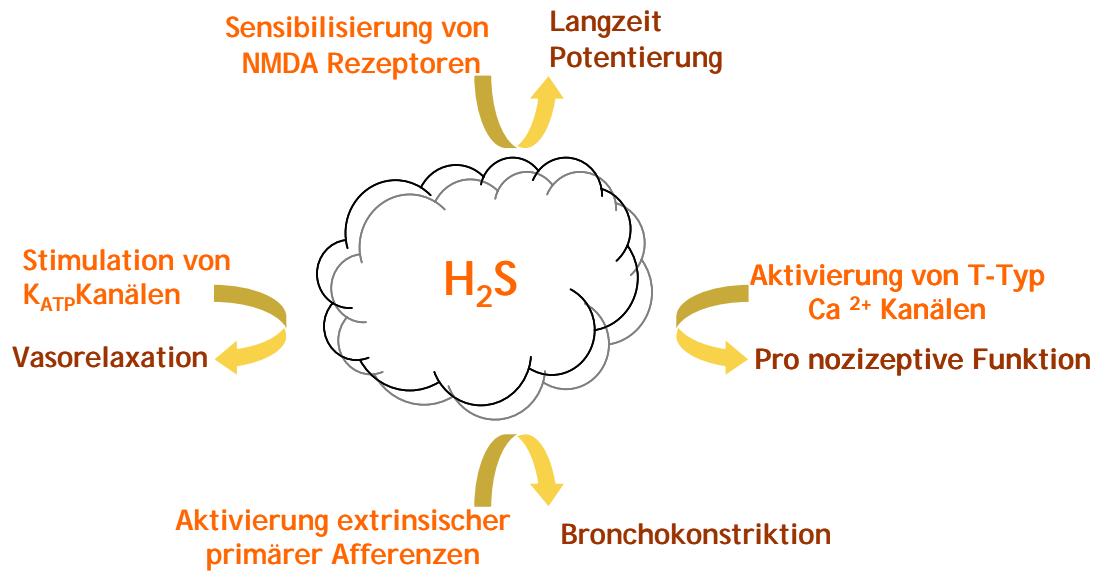 Sensibilisierung von
NMDA Rezeptoren
Langzeit
Potentierung
Stimulation von
K_ATPKanälen
Vasorelaxation
H₂S
Aktivierung von T-Typ
Ca ²⁺ Kanälen
Pro nozizeptive Funktion
Aktivierung extrinsischer
primärer Afferenzen
Bronchokonstriktion